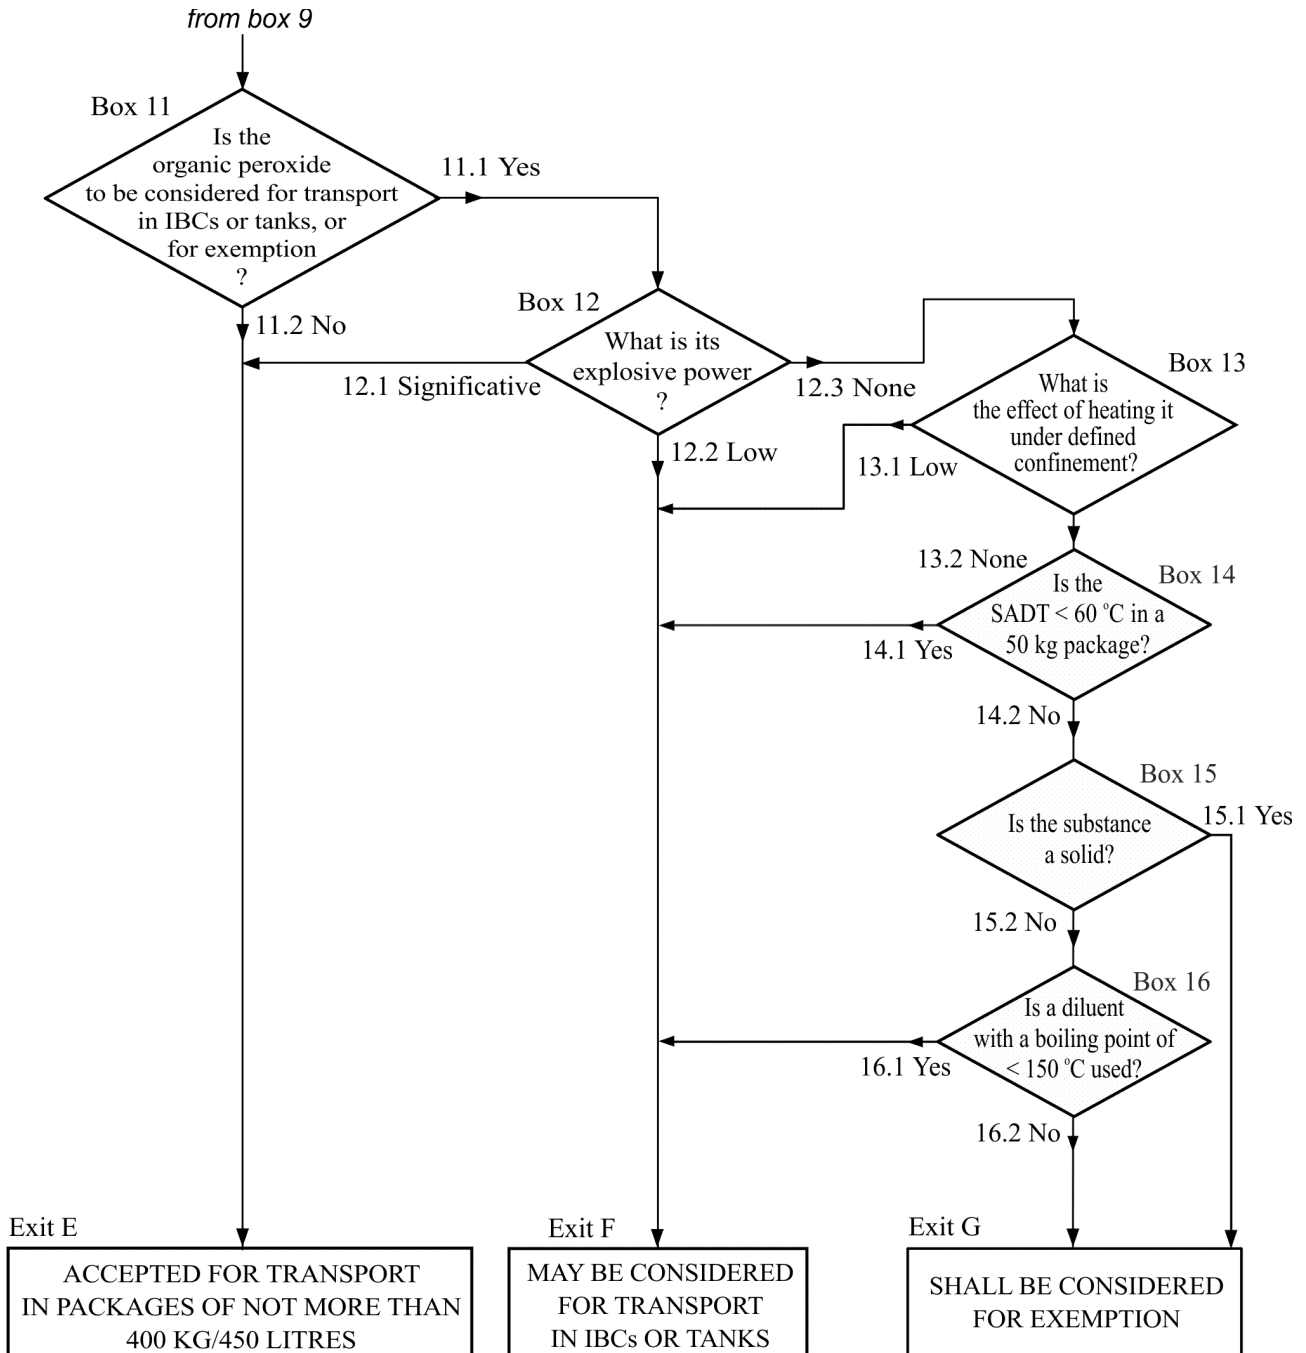 from box 9
Box 11
Is the
organic peroxide
to be considered for transport
in IBCs or tanks, or
for exemption
?
11.1 Yes
11.2 No
Box 12
What is its
explosive power
?
12.1 Significative
12.3 None
12.2 Low
Box 13
What is
the effect of heating it
under defined
confinement?
13.1 Low
13.2 None
Box 14
Is the
SADT < 60 °C in a
50 kg package?
14.1 Yes
14.2 No
Box 15
Is the substance
a solid?
15.1 Yes
15.2 No
Box 16
Is a diluent
with a boiling point of
< 150 °C used?
16.1 Yes
16.2 No
Exit E
ACCEPTED FOR TRANSPORT
IN PACKAGES OF NOT MORE THAN
400 KG/450 LITRES
Exit F
MAY BE CONSIDERED
FOR TRANSPORT
IN IBCs OR TANKS
Exit G
SHALL BE CONSIDERED
FOR EXEMPTION